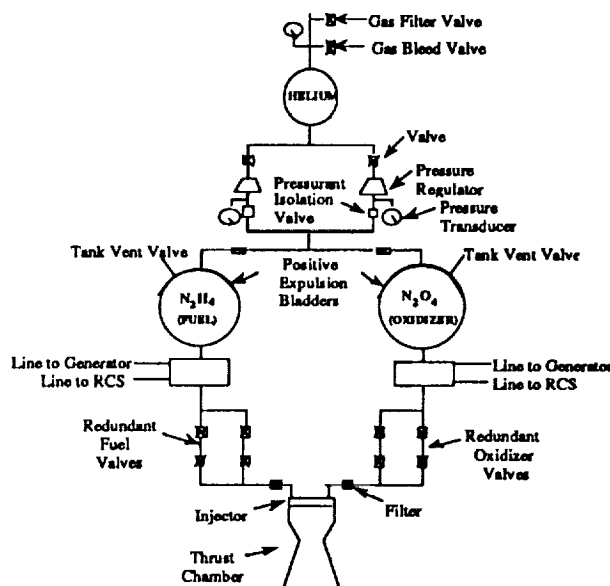 Gas Filter Valve
Gas Bleed Valve
HELIUM
Valve
Pressure
Regulator
Pressurant
Isolation
Valve
Pressure
Transducer
Tank Vent Valve
Tank Vent Valve
Positive
Expulsion
Bladders
N₂H₄
(FUEL)
N₂O₄
(OXIDIZER)
Line to Generator
Line to RCS
Line to Generator
Line to RCS
Redundant
Fuel
Valves
Redundant
Oxidizer
Valves
Injector
Filter
Thrust
Chamber